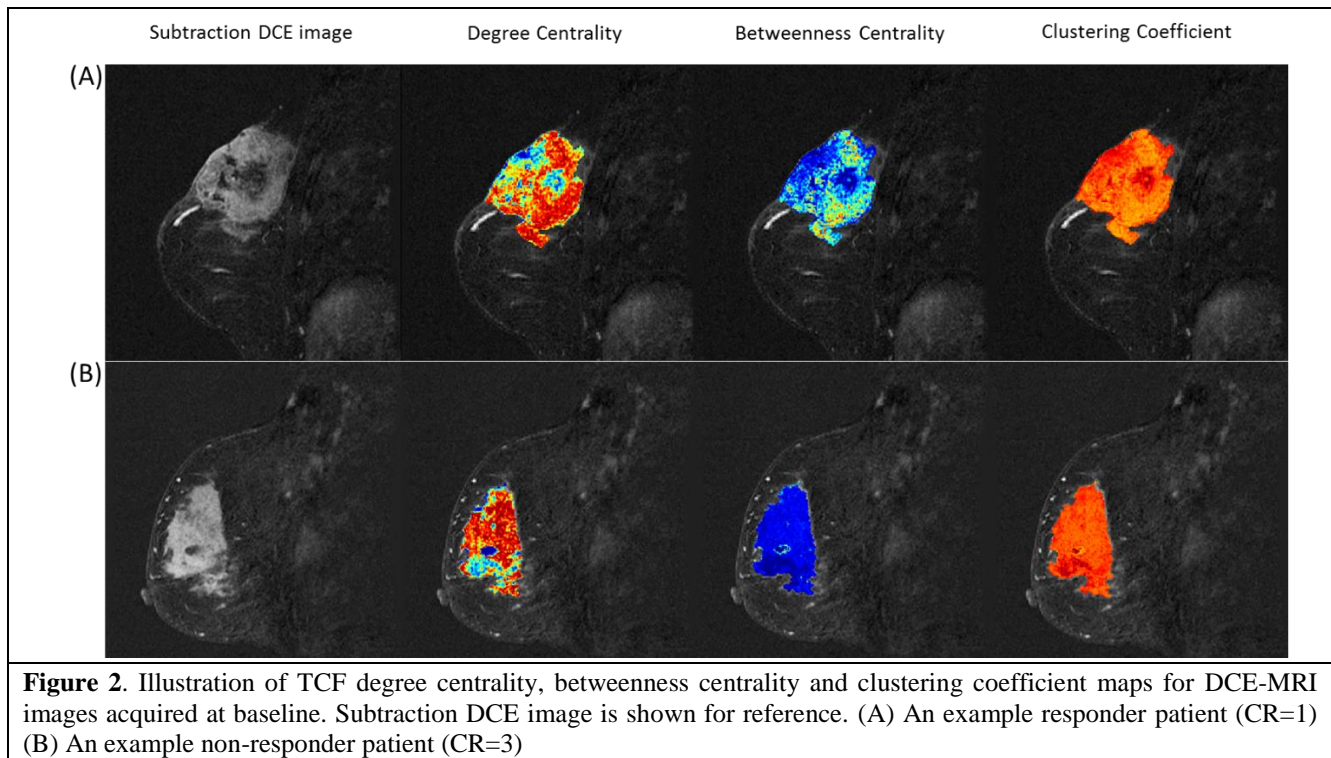 Subtraction DCE image Degree Centrality Betweenness Centrality Clustering Coefficient
(A)
(B)
Figure 2. Illustration of TCF degree centrality, betweenness centrality and clustering coefficient maps for DCE-MRI
images acquired at baseline. Subtraction DCE image is shown for reference. (A) An example responder patient (CR=1)
(B) An example non-responder patient (CR=3)